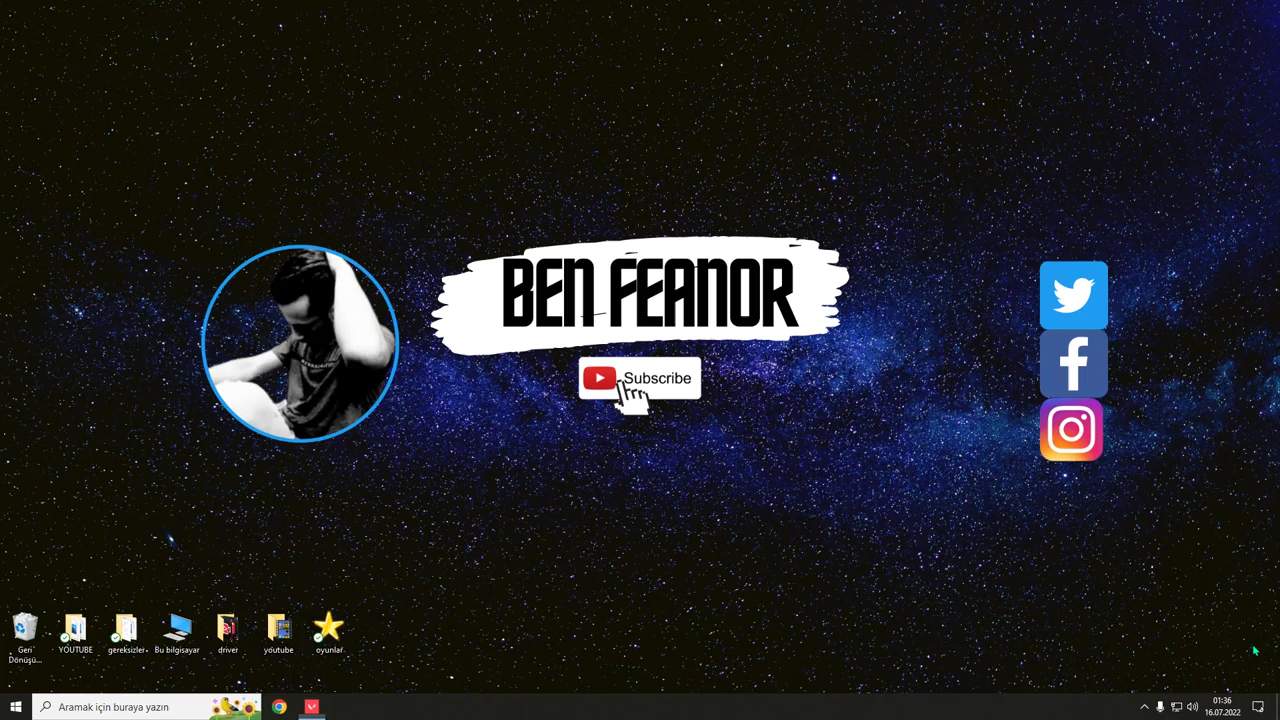 BEN FEANOR
Subscribe
Geri
Dönüşü...
YOUTUBE
gereksizler
Bu bilgisayar
driver
youtube
oyunlar
Aramak için buraya yazın
01:36
16.07.2022